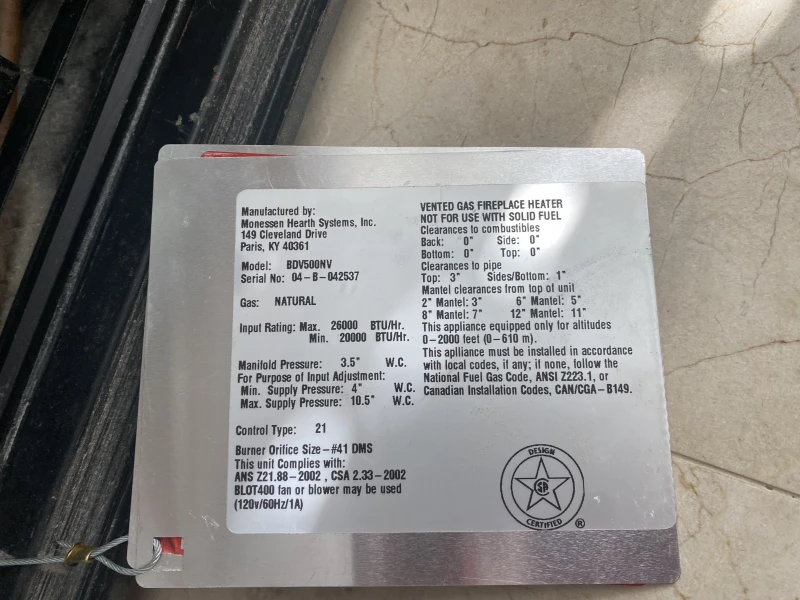 Manufactured by:
Monessen Hearth Systems, Inc.
149 Cleveland Drive
Paris, KY 40361
Model: BDV500NV
Serial No: 04-B-042537
Gas: NATURAL
Input Rating: Max. 26000 BTU/Hr.
Min. 20000 BTU/Hr.
Manifold Pressure: 3.5" W.C.
For Purpose of Input Adjustment:
Min. Supply Pressure: 4" W.C.
Max. Supply Pressure: 10.5" W.C.
Control Type: 21
Burner Orifice Size-#41 DMS
This unit Complies with:
ANS Z21.88-2002 , CSA 2.33-2002
BLOT400 fan or blower may be used
(120v/60Hz/1A)
VENTED GAS FIREPLACE HEATER
NOT FOR USE WITH SOLID FUEL
Clearances to combustibles
Back: 0" Side: 0"
Bottom: 0" Top: 0"
Clearances to pipe
Top: 3" Sides/Bottom: 1"
Mantel clearances from top of unit
2" Mantel: 3" 6" Mantel: 5"
8" Mantel: 7" 12" Mantel: 11"
This appliance equipped only for altitudes
0-2000 feet (0-610 m).
This apliiance must be installed in accordance
with local codes, if any; if none, follow the
National Fuel Gas Code, ANSI Z223.1, or
Canadian Installation Codes, CAN/CGA-B149.
DESIGN
CERTIFIED
®